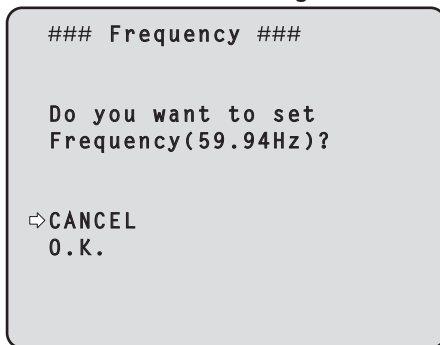 ### Frequency ###
Do you want to set
Frequency(59.94Hz)?
⇨CANCEL
O.K.